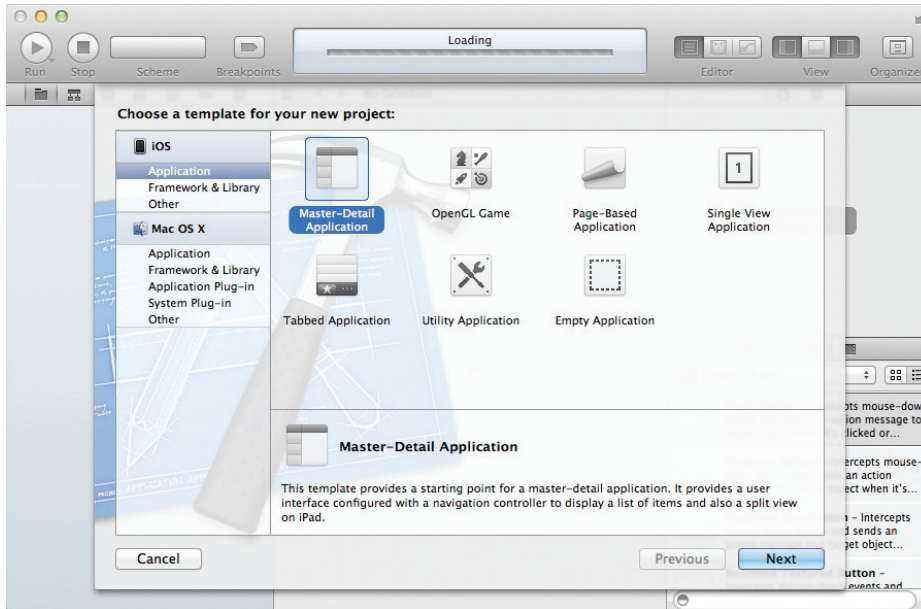 Loading
Run
Stop
Scheme
Breakpoints
Editor
View
Organizer
Choose a template for your new project:
iOS
Application
Framework & Library
Other
Mac OS X
Application
Framework & Library
Application Plug-in
System Plug-in
Other
Master-Detail
Application
OpenGL Game
Page-Based
Application
1
Single View
Application
Tabbed Application
Utility Application
Empty Application
Master-Detail Application
This template provides a starting point for a master-detail application. It provides a user
interface configured with a navigation controller to display a list of items and also a split view
on iPad.
Cancel
Previous
Next
mouse-dow
ion message to
licked or...
ercepts mouse-
an action
ect when it's...
– Intercepts
sends an
get object...
utton –
events and